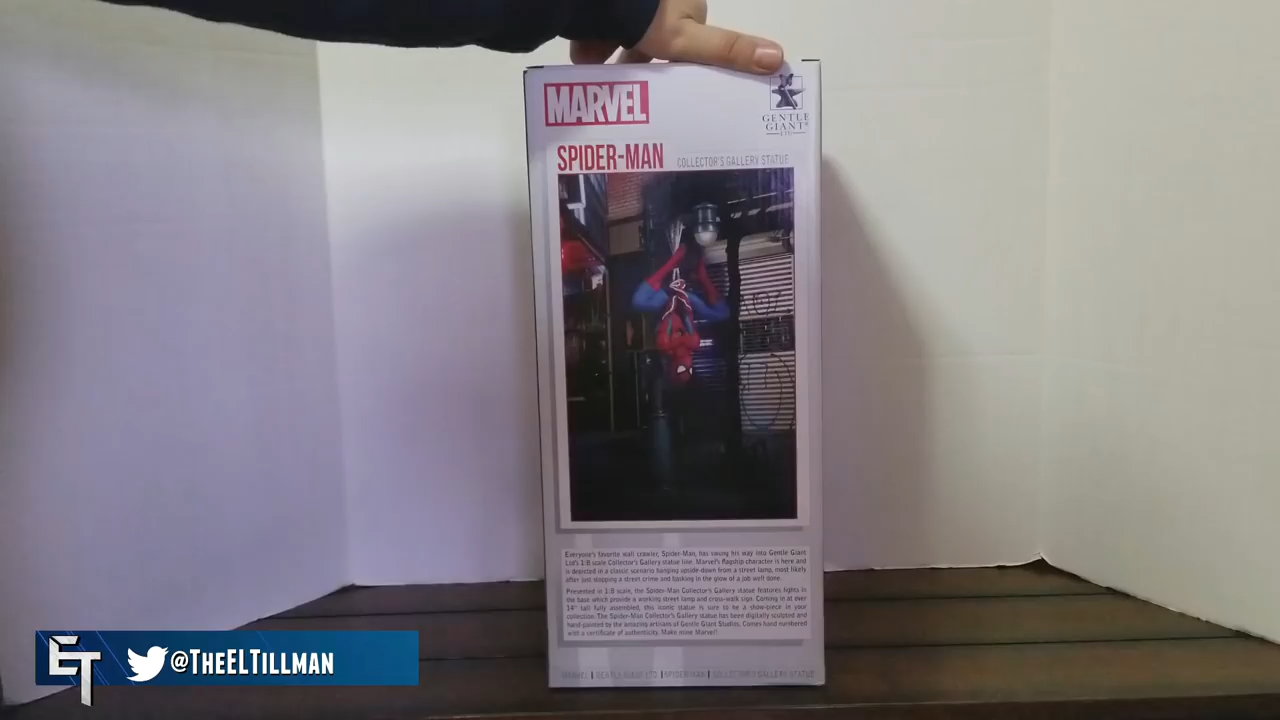 MARVEL
GENTLE
GIANT®
LTD
SPIDER-MAN
COLLECTOR'S GALLERY STATUE
Everyone's favorite wall crawler, Spider-Man, has swung his way into Gentle Giant
Ltd's 1:8 scale Collector's Gallery statue line. Marvel's flagship character is here and
is depicted in a classic scenario hanging upside-down from a street lamp, most likely
after just stopping a street crime and basking in the glow of a job well done.
Presented in 1:8 scale, the Spider-Man Collector's Gallery statue features lights in
the base which provide a working street lamp and cross-walk sign. Coming in at over
14" tall fully assembled, this iconic statue is sure to be a show-piece in your
collection. The Spider-Man Collector's Gallery statue has been digitally sculpted and
hand-painted by the amazing artisans of Gentle Giant Studios. Comes hand numbered
with a certificate of authenticity. Make mine Marvel!
MARVEL | GENTLE GIANT LTD. | SPIDER-MAN | COLLECTOR'S GALLERY STATUE
ET
@TheELTillman